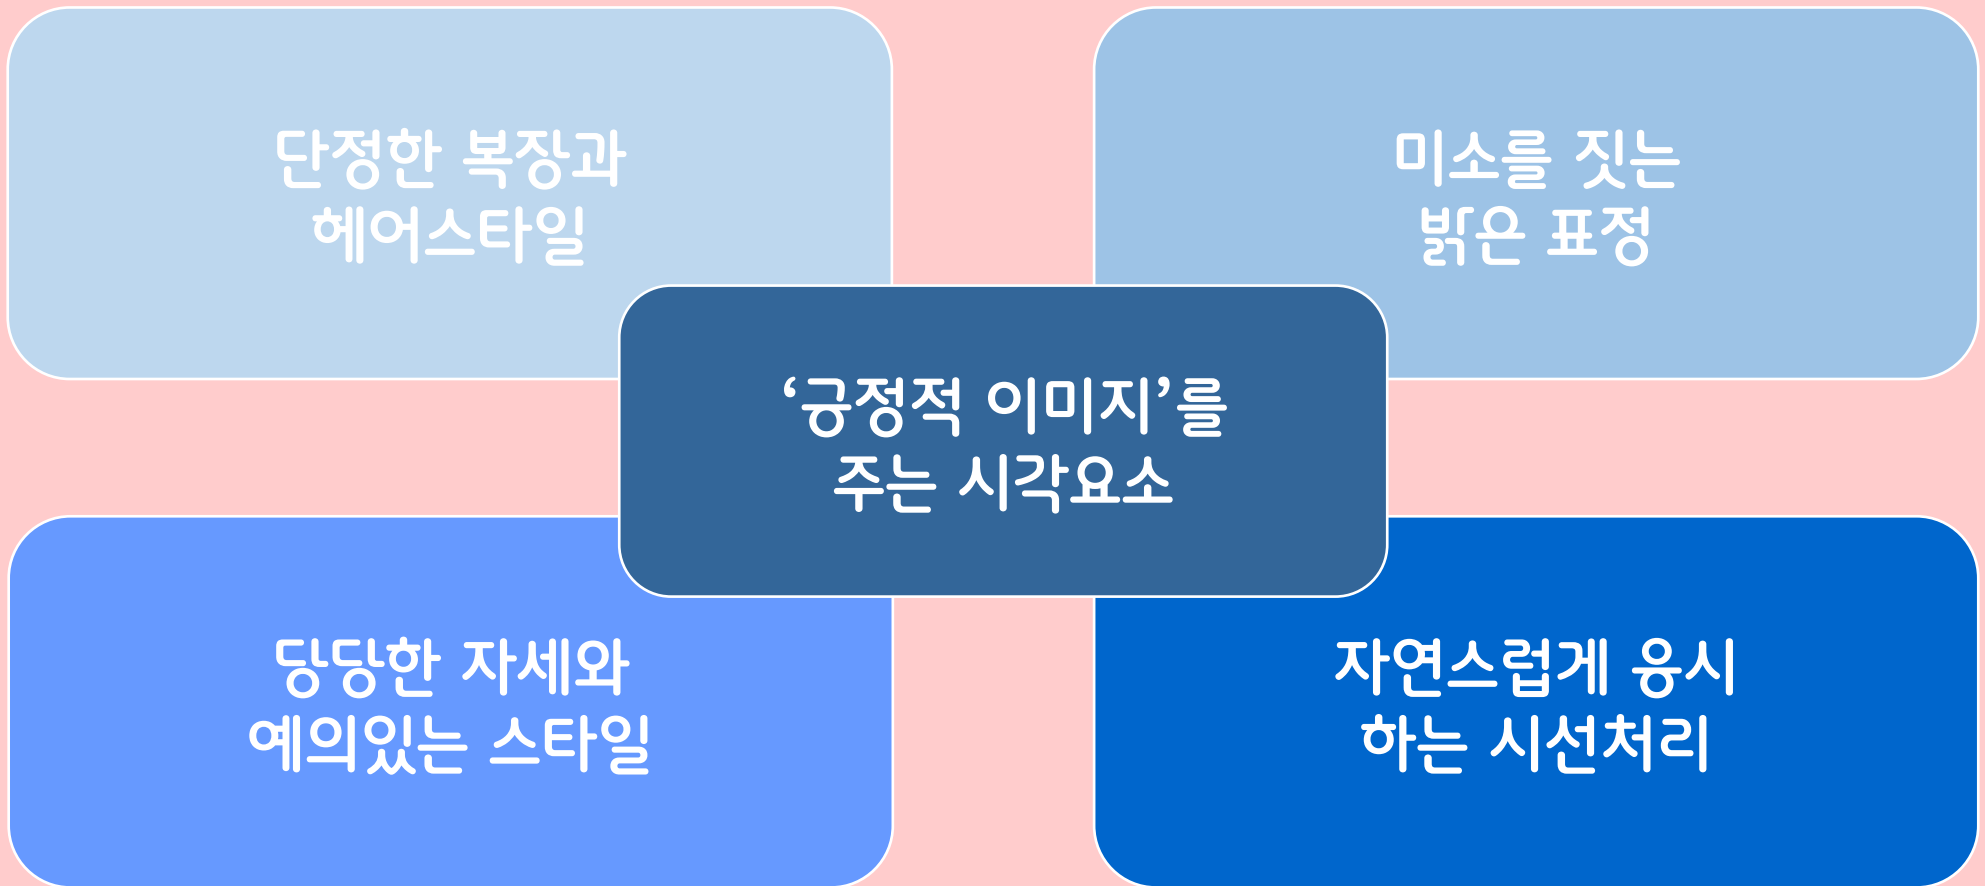 단정한 복장과
헤어스타일
미소를 짓는
밝은 표정
‘긍정적 이미지’를
주는 시각요소
당당한 자세와
예의있는 스타일
자연스럽게 응시
하는 시선처리